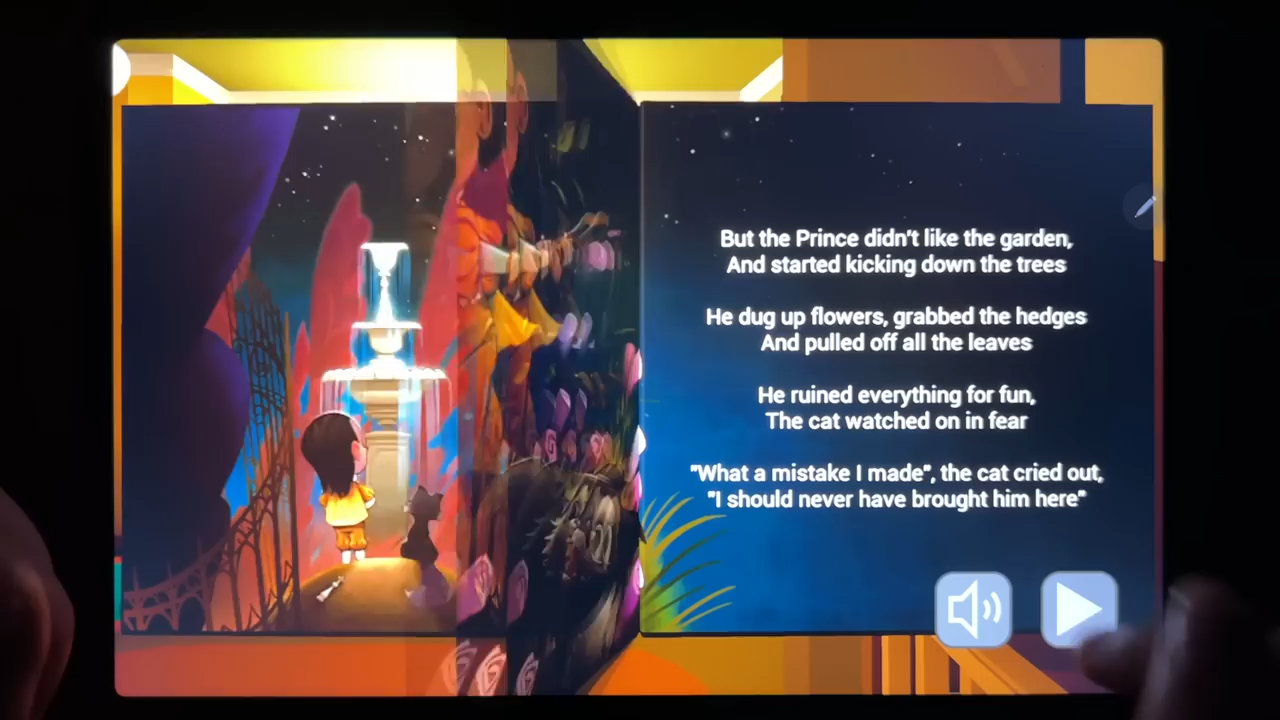 But the Prince didn't like the garden,
And started kicking down the trees
He dug up flowers, grabbed the hedges
And pulled off all the leaves
He ruined everything for fun,
The cat watched on in fear
"What a mistake I made", the cat cried out,
"I should never have brought him here"